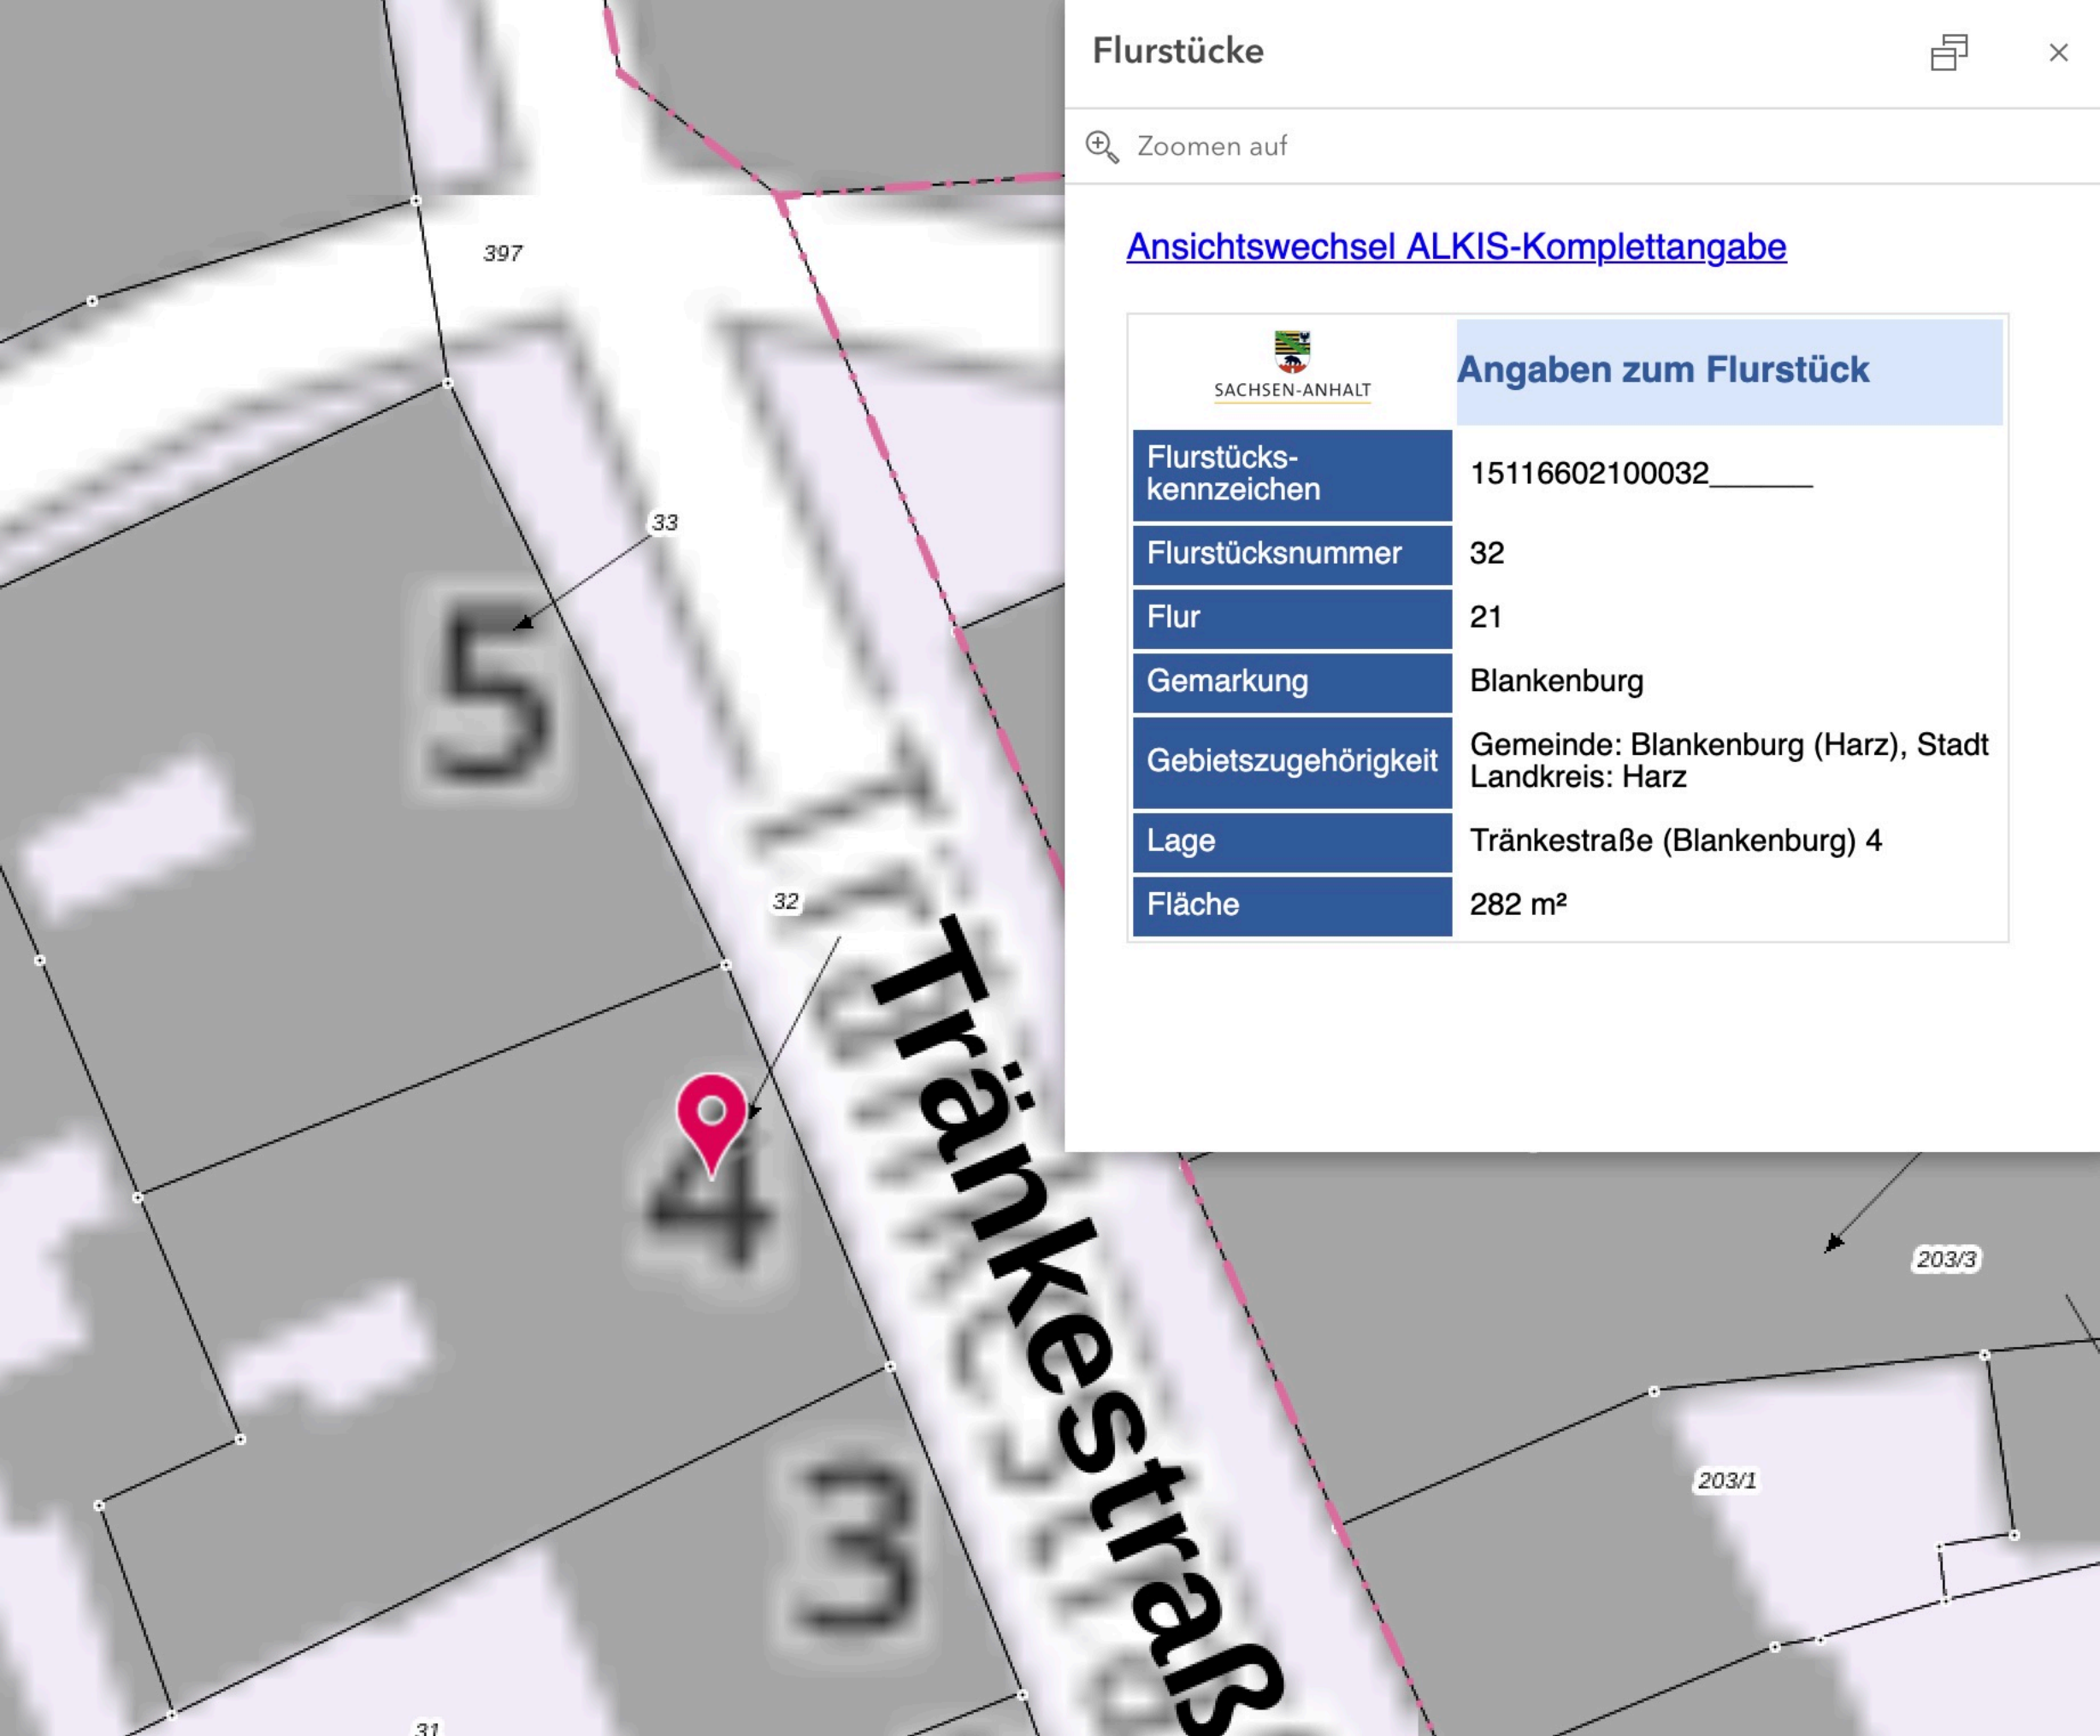 Flurstücke
Zoomen auf
Ansichtswechsel ALKIS-Komplettangabe
SACHSEN-ANHALT
Angaben zum Flurstück
Flurstücks-
kennzeichen
15116602100032______
Flurstücksnummer
32
Flur
21
Gemarkung
Blankenburg
Gebietszugehörigkeit
Gemeinde: Blankenburg (Harz), Stadt
Landkreis: Harz
Lage
Tränkestraße (Blankenburg) 4
Fläche
282 m²
397
33
5
32
4
Tränkestraß
3
31
203/3
203/1